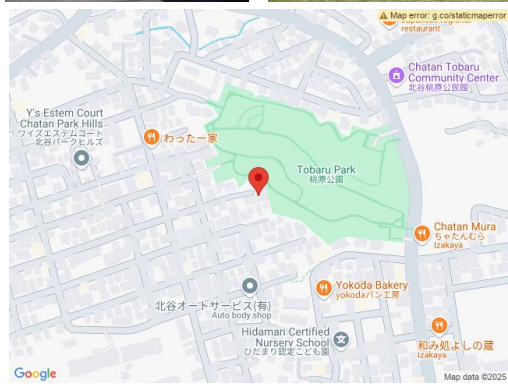 Map error: g.co/staticmaperror
Japanese regional
restaurant
Chatan Tobaru
Community Center
北谷桃原公民館
Y's Estem Court
Chatan Park Hills
ワイズエステムコート
北谷パークヒルズ
わったー家
Tobaru Park
桃原公園
Chatan Mura
ちゃたんむら
Izakaya
Yokoda Bakery
yokodaパン工房
北谷オートサービス(有)
Auto body shop
Hidamari Certified
Nursery School
ひだまり認定こども園
和み処よしの蔵
Izakaya
Google
Map data ©2025